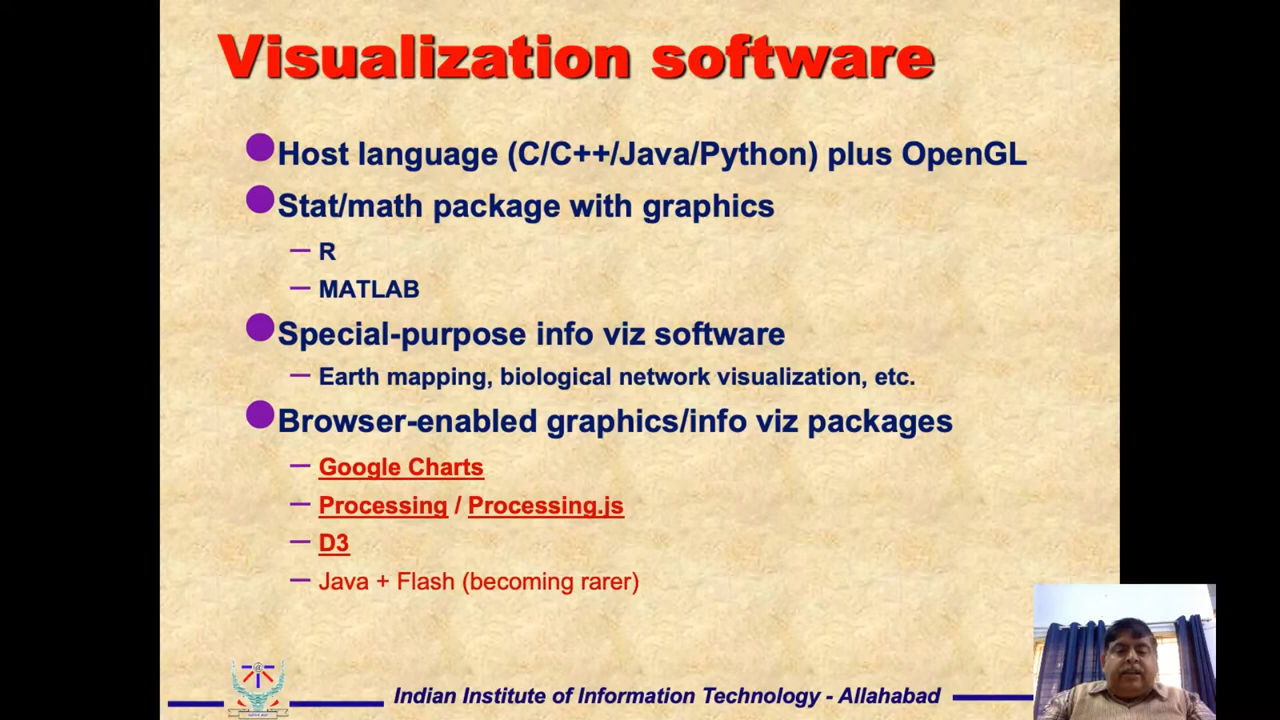 Visualization software
Host language (C/C++/Java/Python) plus OpenGL
Stat/math package with graphics
— R
— MATLAB
Special-purpose info viz software
— Earth mapping, biological network visualization, etc.
Browser-enabled graphics/info viz packages
— Google Charts
— Processing / Processing.js
— D3
— Java + Flash (becoming rarer)
Indian Institute of Information Technology - Allahabad